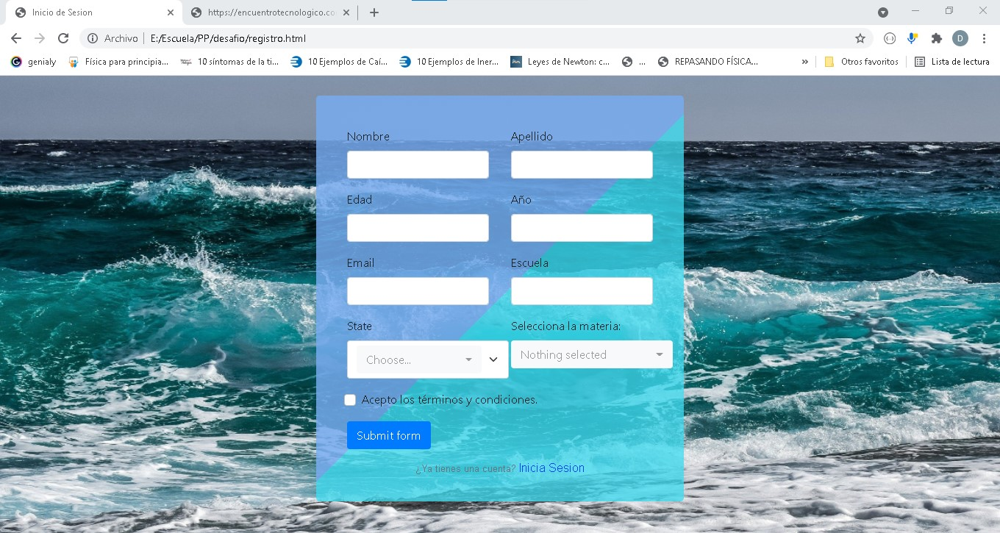 Inicio de Sesion
https://encuentrotecnologico.co
Archivo
E:/Escuela/PP/desafio/registro.html
D
genialy
Física para principia...
10 síntomas de la ti...
10 Ejemplos de Caí...
10 Ejemplos de Iner...
Leyes de Newton: c...
...
REPASANDO FÍSICA...
»
Otros favoritos
Lista de lectura
Nombre
Apellido
Edad
Año
Email
Escuela
State
Selecciona la materia:
Choose...
Nothing selected
Acepto los términos y condiciones.
Submit form
¿Ya tienes una cuenta? Inicia Sesion